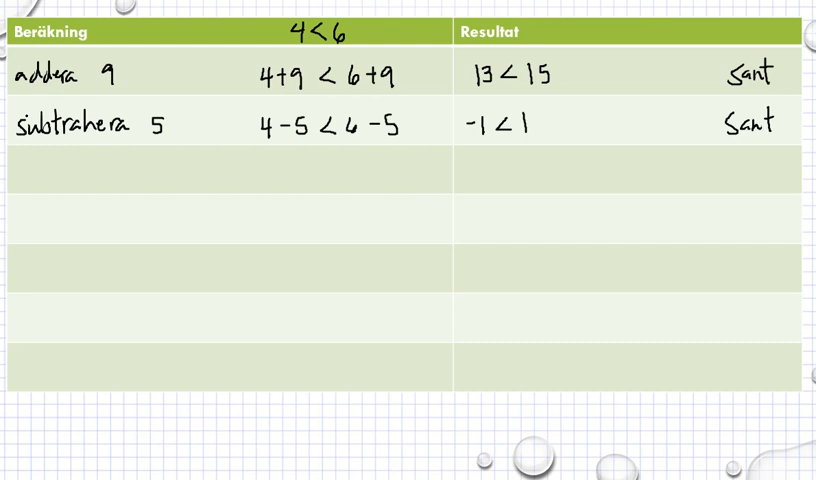 Beräkning 4 < 6 Resultat
addera 9 4+9 < 6+9 13 < 15 Sant
subtrahera 5 4-5 < 6-5 -1 < 1 Sant